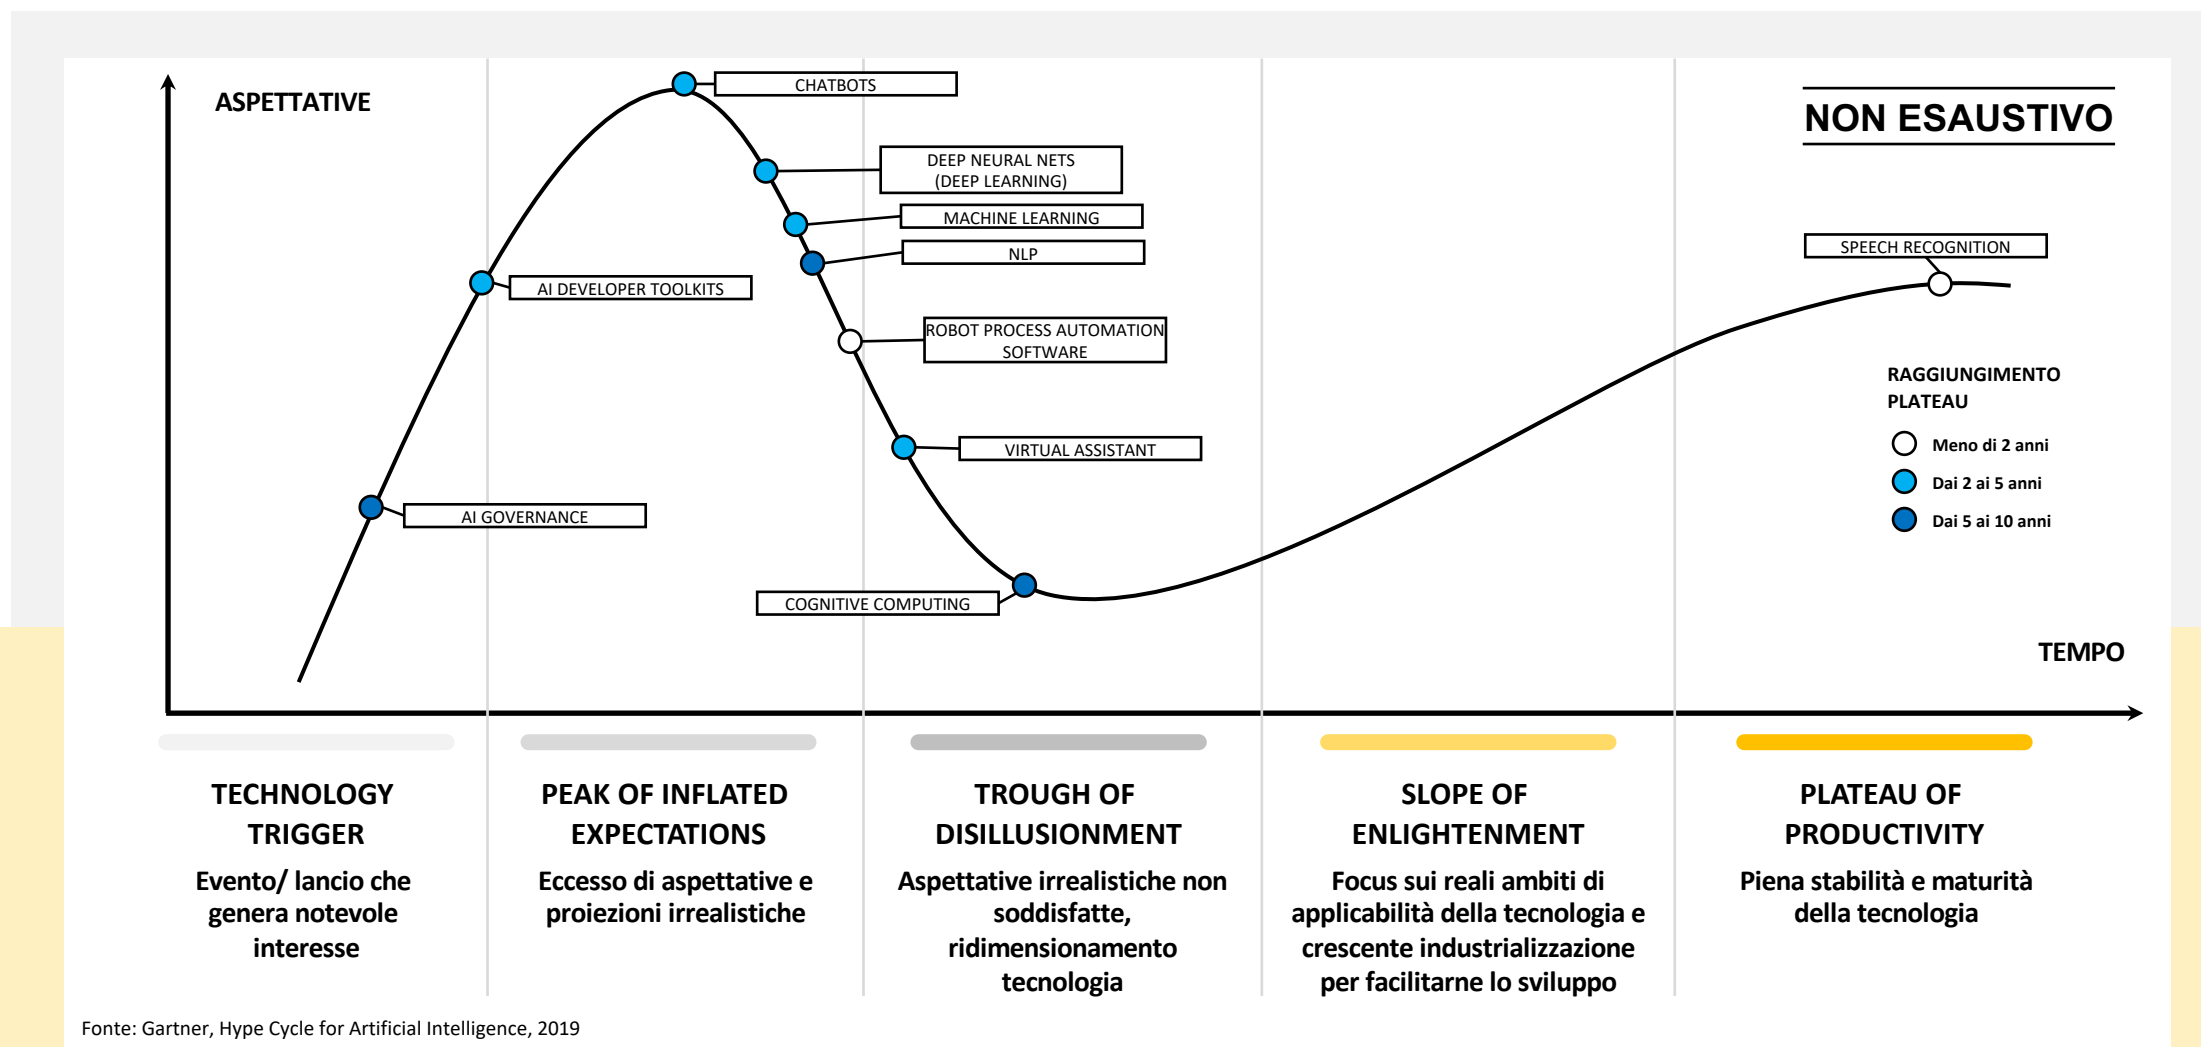 ASPETTATIVE
CHATBOTS
NON ESAUSTIVO
DEEP NEURAL NETS
(DEEP LEARNING)
MACHINE LEARNING
NLP
SPEECH RECOGNITION
AI DEVELOPER TOOLKITS
ROBOT PROCESS AUTOMATION
SOFTWARE
RAGGIUNGIMENTO
PLATEAU
Meno di 2 anni
Dai 2 ai 5 anni
Dai 5 ai 10 anni
VIRTUAL ASSISTANT
AI GOVERNANCE
COGNITIVE COMPUTING
TEMPO
TECHNOLOGY
TRIGGER
Evento/ lancio che
genera notevole
interesse
PEAK OF INFLATED
EXPECTATIONS
Eccesso di aspettative e
proiezioni irrealistiche
TROUGH OF
DISILLUSIONMENT
Aspettative irrealistiche non
soddisfatte,
ridimensionamento
tecnologia
SLOPE OF
ENLIGHTENMENT
Focus sui reali ambiti di
applicabilità della tecnologia e
crescente industrializzazione
per facilitarne lo sviluppo
PLATEAU OF
PRODUCTIVITY
Piena stabilità e maturità
della tecnologia
Fonte: Gartner, Hype Cycle for Artificial Intelligence, 2019